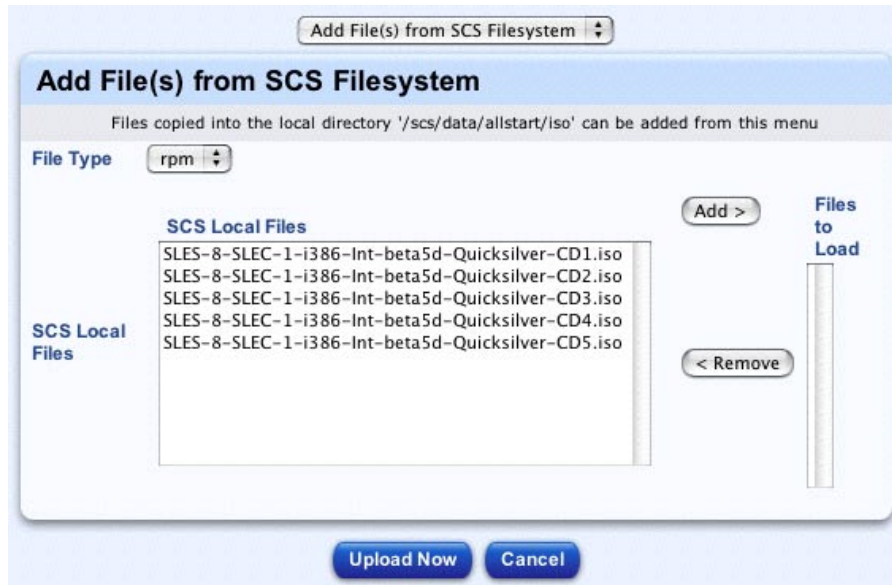 Add File(s) from SCS Filesystem
Add File(s) from SCS Filesystem
Files copied into the local directory '/scs/data/allstart/iso' can be added from this menu
File Type
rpm
SCS Local Files
SCS Local Files
SLES-8-SLEC-1-i386-Int-beta5d-Quicksilver-CD1.iso
SLES-8-SLEC-1-i386-Int-beta5d-Quicksilver-CD2.iso
SLES-8-SLEC-1-i386-Int-beta5d-Quicksilver-CD3.iso
SLES-8-SLEC-1-i386-Int-beta5d-Quicksilver-CD4.iso
SLES-8-SLEC-1-i386-Int-beta5d-Quicksilver-CD5.iso
Add >
< Remove
Files
to
Load
Upload Now
Cancel